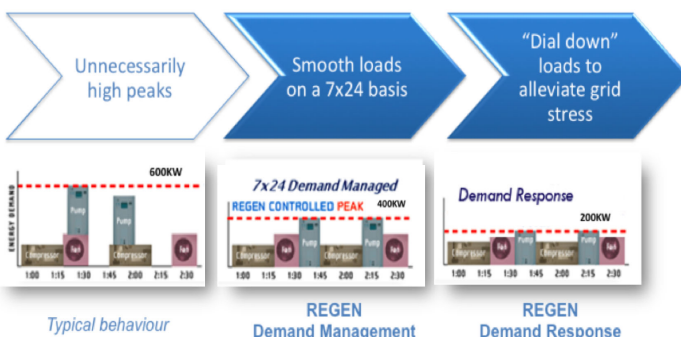 Unnecessarily
high peaks
Smooth loads
on a 7x24 basis
“Dial down”
loads to
alleviate grid
stress
600KW
ENERGY DEMAND
Pump
Pump
Compressor
Fan
Compressor
Fan
1:00 1:15 1:30 1:45 2:00 2:15 2:30
7x24 Demand Managed
REGEN CONTROLLED PEAK
400KW
Pump
Pump
Compressor
Fan
Compressor
Fan
1:00 1:15 1:30 1:45 2:00 2:15 2:30
Demand Response
200KW
Compressor
Fan
Pump
Compressor
Pump
Fan
1:00 1:15 1:30 1:45 2:00 2:15 2:30
Typical behaviour
REGEN
Demand Management
REGEN
Demand Response